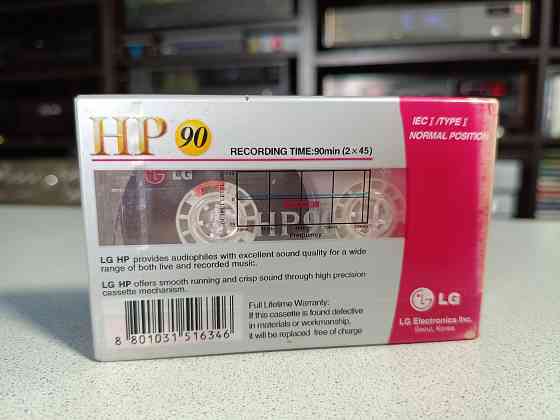 HP 90
RECORDING TIME:90min (2×45)
IEC I/TYPE I
NORMAL POSITION
LG
HP90
Frequency
LG HP provides audiophiles with excellent sound quality for a wide
range of both live and recorded music.
LG HP offers smooth running and crisp sound through high precision
cassette mechanism.
Full Lifetime Warranty:
If this cassette is found defective
in materials or workmanship,
it will be replaced free of charge
8 801031 516346
LG
LG Electronics Inc.
Seoul, Korea